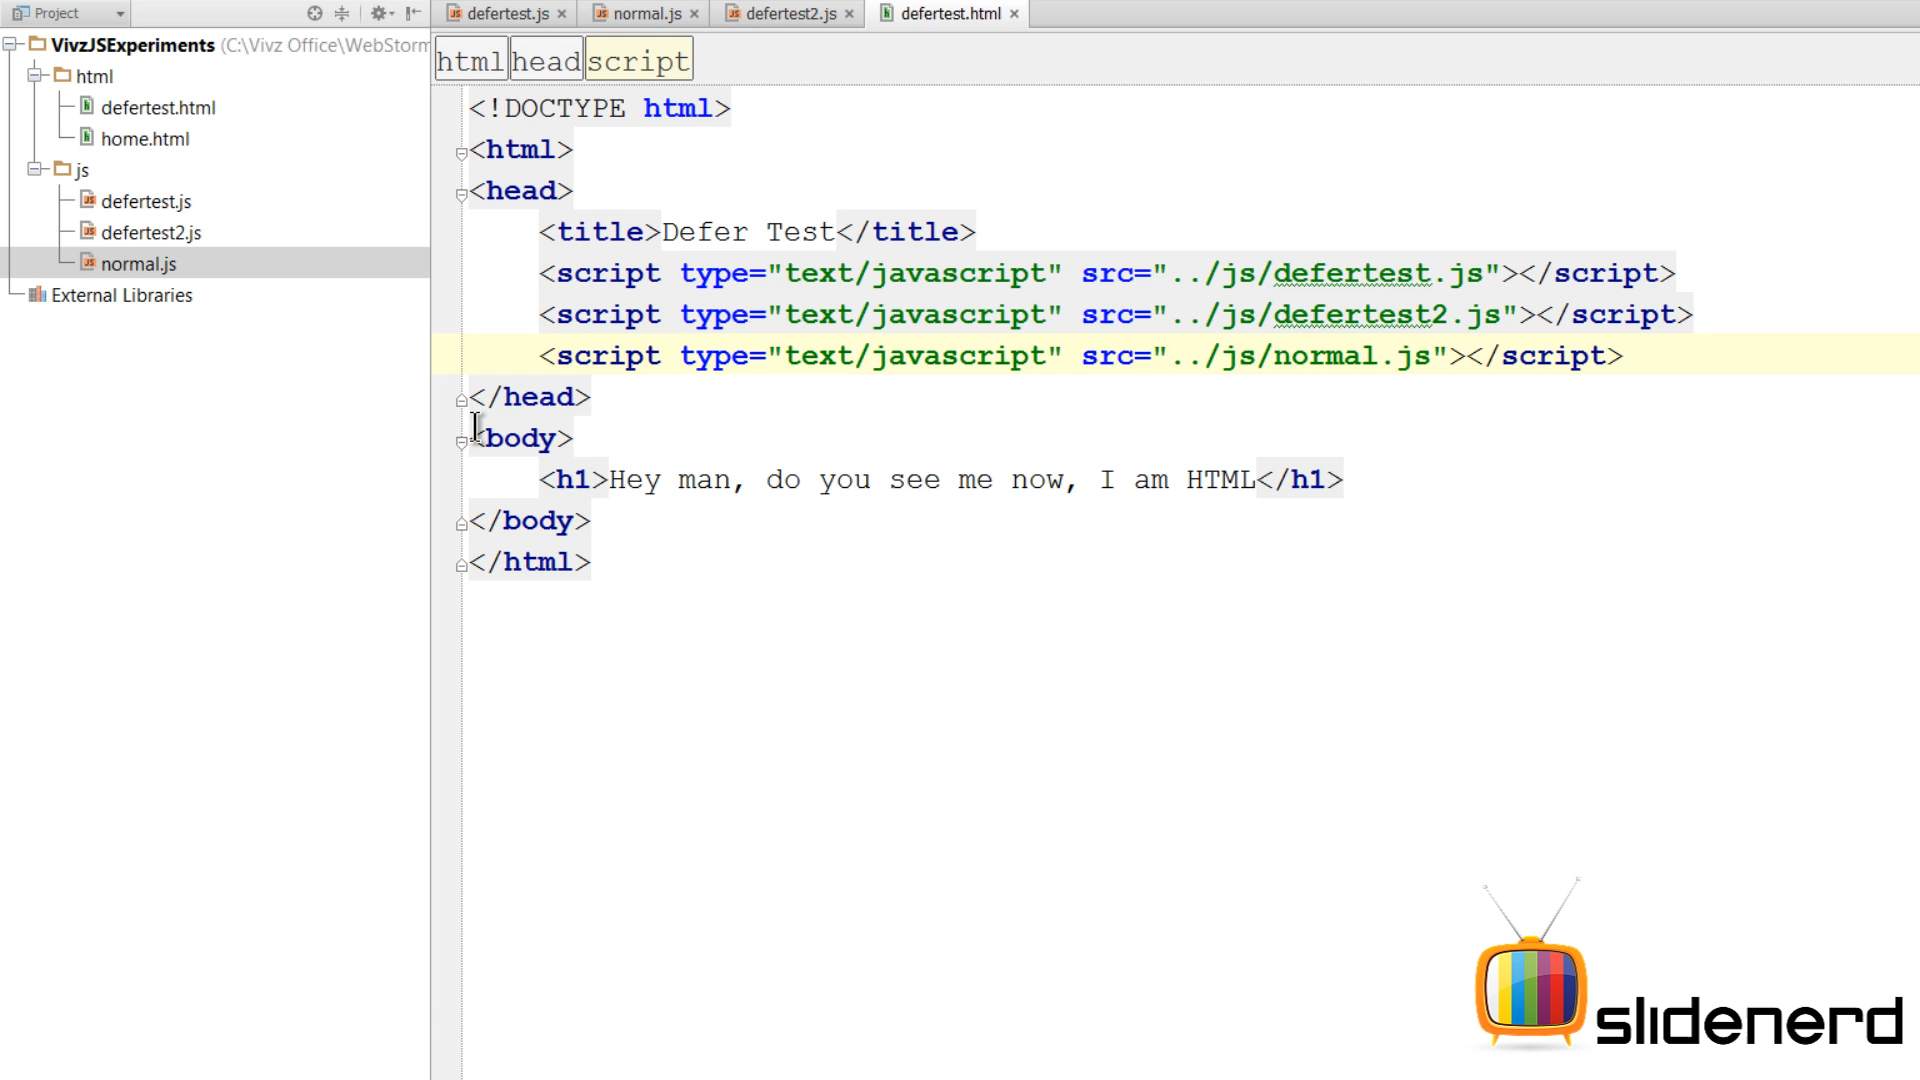 Project
VivzJSExperiments (C:\Vivz Office\WebStorm
html
defertest.html
home.html
js
defertest.js
defertest2.js
normal.js
External Libraries
defertest.js normal.js defertest2.js defertest.html
html head script
<!DOCTYPE html>
<html>
<head>
<title>Defer Test</title>
<script type="text/javascript" src="../js/defertest.js"></script>
<script type="text/javascript" src="../js/defertest2.js"></script>
<script type="text/javascript" src="../js/normal.js"></script>
</head>
<body>
<h1>Hey man, do you see me now, I am HTML</h1>
</body>
</html>
slidenerd